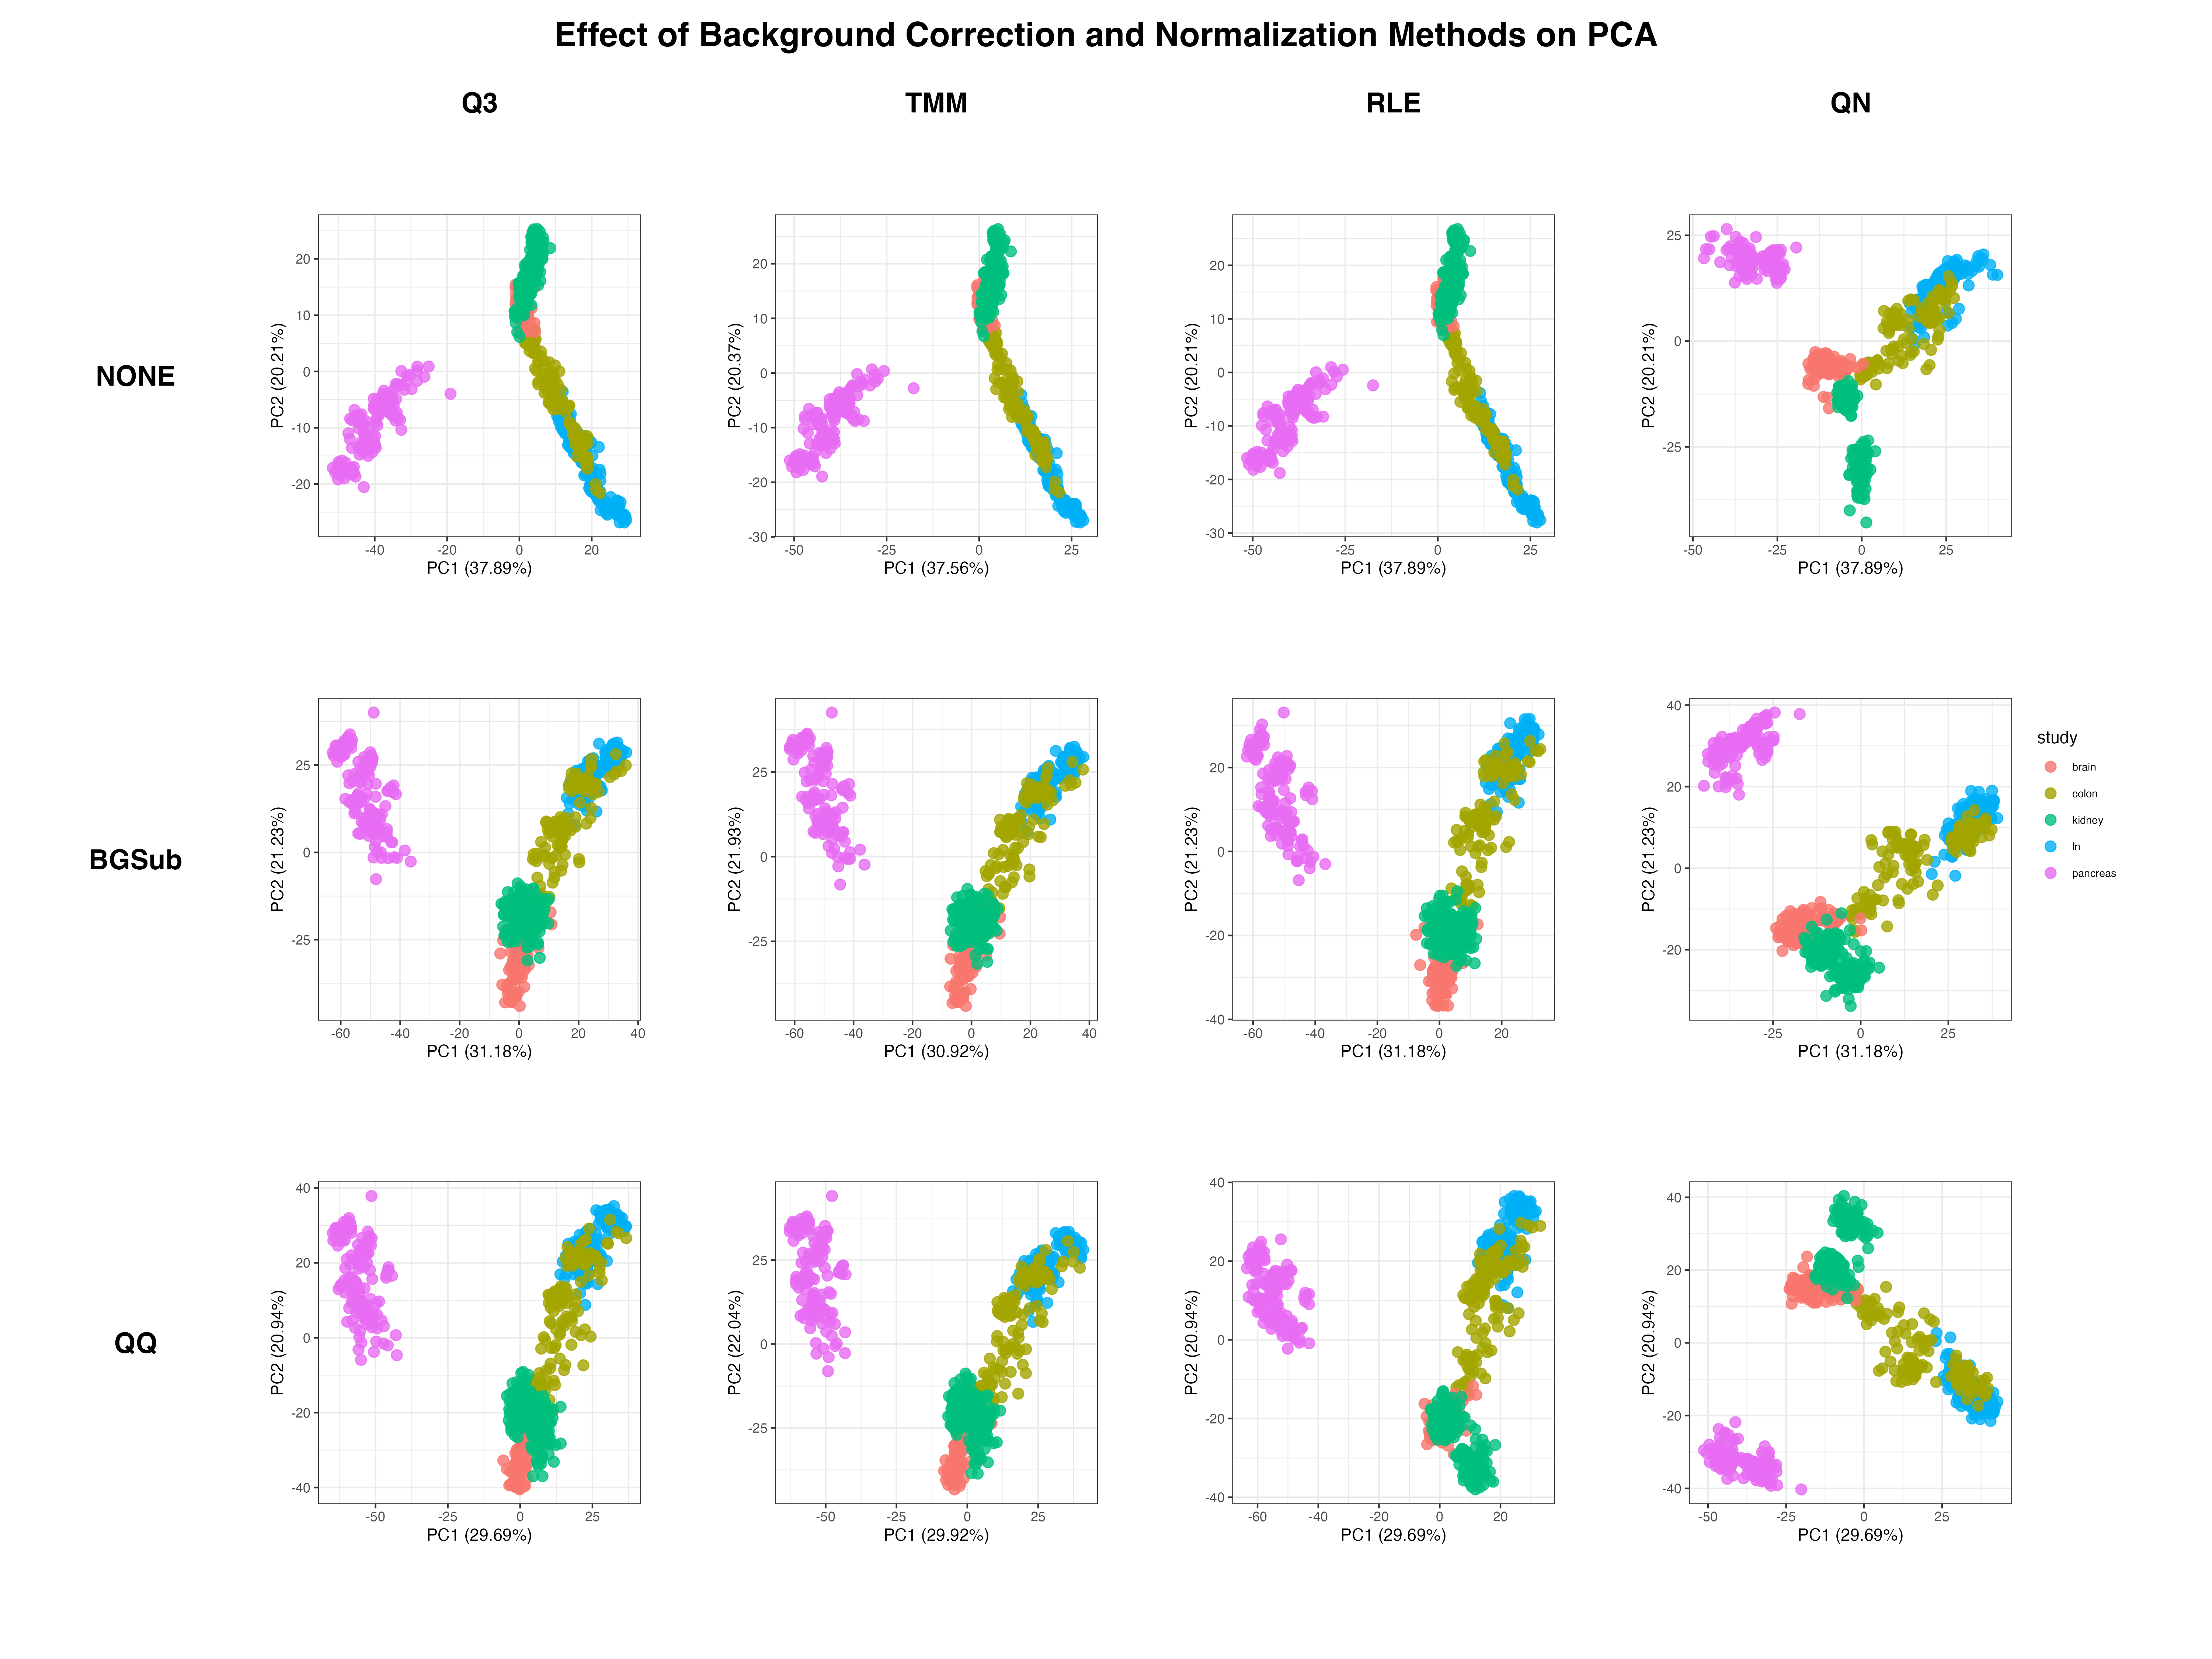 Effect of Background Correction and Normalization Methods on PCA
Q3
TMM
RLE
QN
NONE
PC2 (20.21%)
20
10
0
-10
-20
-40
-20
0
20
PC1 (37.89%)
PC2 (20.37%)
20
10
0
-10
-20
-30
-50
-25
0
25
PC1 (37.56%)
PC2 (20.21%)
20
10
0
-10
-20
-30
-50
-25
0
25
PC1 (37.89%)
PC2 (20.21%)
25
0
-25
-50
-25
0
25
PC1 (37.89%)
BGSub
PC2 (21.23%)
25
0
-25
-60
-40
-20
0
20
40
PC1 (31.18%)
PC2 (21.93%)
25
0
-25
-60
-40
-20
0
20
40
PC1 (30.92%)
PC2 (21.23%)
20
0
-20
-40
-60
-40
-20
0
20
PC1 (31.18%)
PC2 (21.23%)
40
20
0
-20
-25
0
25
PC1 (31.18%)
study
brain
colon
kidney
ln
pancreas
QQ
PC2 (20.94%)
40
20
0
-20
-40
-50
-25
0
25
PC1 (29.69%)
PC2 (22.04%)
25
0
-25
-50
-25
0
25
PC1 (29.92%)
PC2 (20.94%)
40
20
0
-20
-40
-60
-40
-20
0
20
PC1 (29.69%)
PC2 (20.94%)
40
20
0
-20
-40
-50
-25
0
25
PC1 (29.69%)